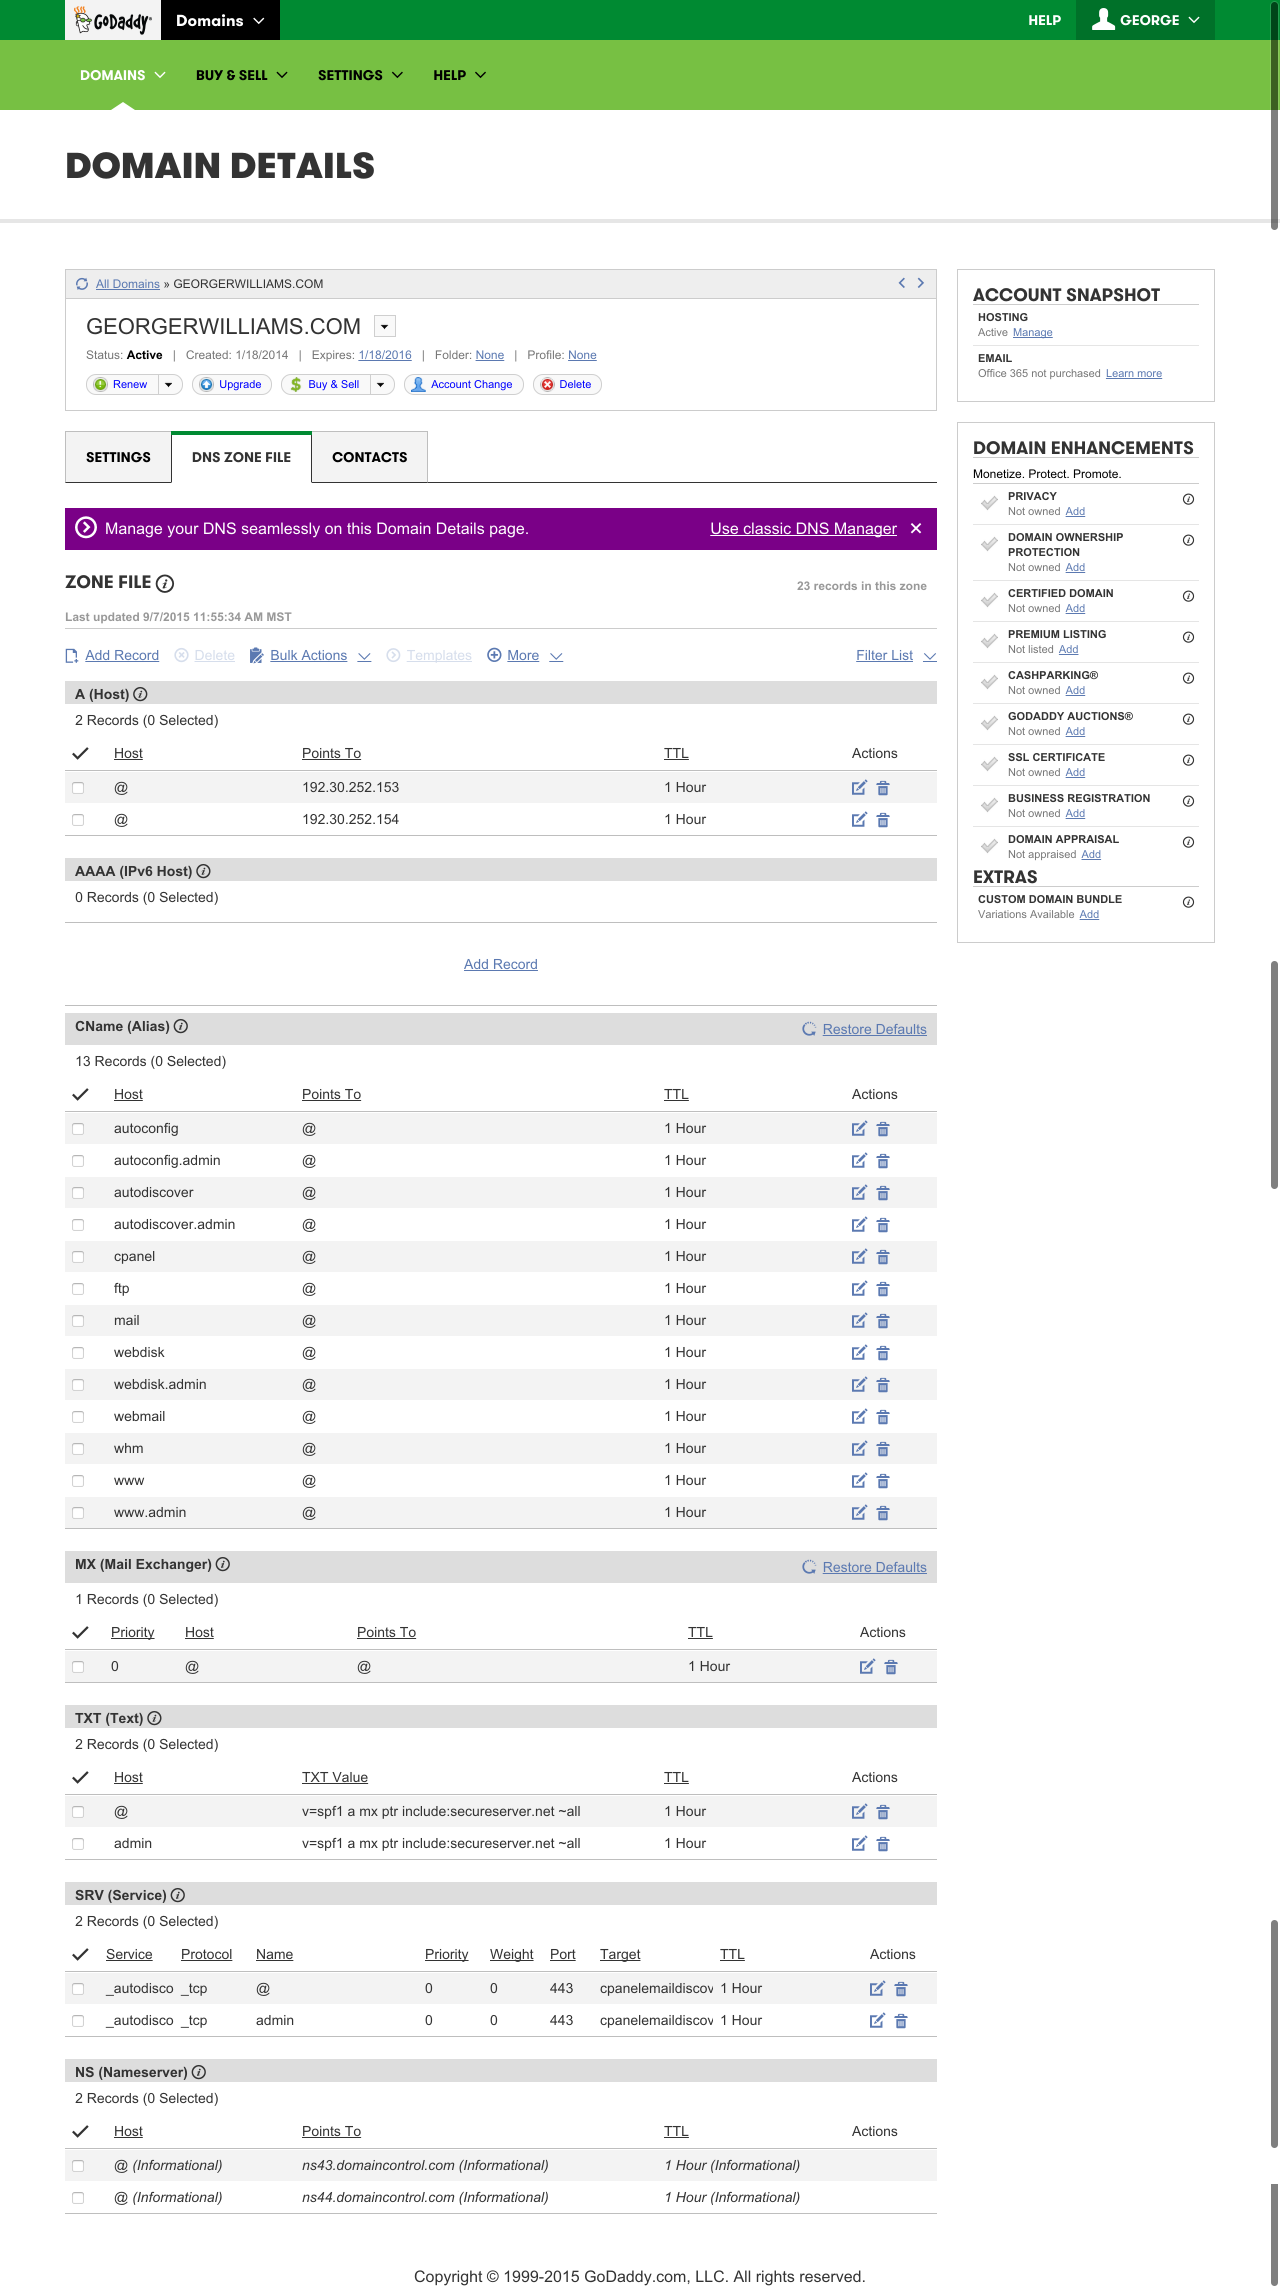 GoDaddy Domains HELP GEORGE
DOMAINS BUY & SELL SETTINGS HELP
DOMAIN DETAILS
All Domains » GEORGERWILLIAMS.COM
GEORGERWILLIAMS.COM
Status: Active | Created: 1/18/2014 | Expires: 1/18/2016 | Folder: None | Profile: None
Renew Upgrade Buy & Sell Account Change Delete
SETTINGS DNS ZONE FILE CONTACTS
Manage your DNS seamlessly on this Domain Details page. Use classic DNS Manager
ZONE FILE
23 records in this zone
Last updated 9/7/2015 11:55:34 AM MST
Add Record Delete Bulk Actions Templates More Filter List
A (Host)
2 Records (0 Selected)
Host Points To TTL Actions
@ 192.30.252.153 1 Hour
@ 192.30.252.154 1 Hour
AAAA (IPv6 Host)
0 Records (0 Selected)
Add Record
CName (Alias) Restore Defaults
13 Records (0 Selected)
Host Points To TTL Actions
autoconfig @ 1 Hour
autoconfig.admin @ 1 Hour
autodiscover @ 1 Hour
autodiscover.admin @ 1 Hour
cpanel @ 1 Hour
ftp @ 1 Hour
mail @ 1 Hour
webdisk @ 1 Hour
webdisk.admin @ 1 Hour
webmail @ 1 Hour
whm @ 1 Hour
www @ 1 Hour
www.admin @ 1 Hour
MX (Mail Exchanger) Restore Defaults
1 Records (0 Selected)
Priority Host Points To TTL Actions
0 @ @ 1 Hour
TXT (Text)
2 Records (0 Selected)
Host TXT Value TTL Actions
@ v=spf1 a mx ptr include:secureserver.net ~all 1 Hour
admin v=spf1 a mx ptr include:secureserver.net ~all 1 Hour
SRV (Service)
2 Records (0 Selected)
Service Protocol Name Priority Weight Port Target TTL Actions
_autodisco _tcp @ 0 0 443 cpanelemaildiscov 1 Hour
_autodisco _tcp admin 0 0 443 cpanelemaildiscov 1 Hour
NS (Nameserver)
2 Records (0 Selected)
Host Points To TTL Actions
@ (Informational) ns43.domaincontrol.com (Informational) 1 Hour (Informational)
@ (Informational) ns44.domaincontrol.com (Informational) 1 Hour (Informational)
ACCOUNT SNAPSHOT
HOSTING
Active Manage
EMAIL
Office 365 not purchased Learn more
DOMAIN ENHANCEMENTS
Monetize. Protect. Promote.
PRIVACY
Not owned Add
DOMAIN OWNERSHIP
PROTECTION
Not owned Add
CERTIFIED DOMAIN
Not owned Add
PREMIUM LISTING
Not listed Add
CASHPARKING®
Not owned Add
GODADDY AUCTIONS®
Not owned Add
SSL CERTIFICATE
Not owned Add
BUSINESS REGISTRATION
Not owned Add
DOMAIN APPRAISAL
Not appraised Add
EXTRAS
CUSTOM DOMAIN BUNDLE
Variations Available Add
Copyright © 1999-2015 GoDaddy.com, LLC. All rights reserved.